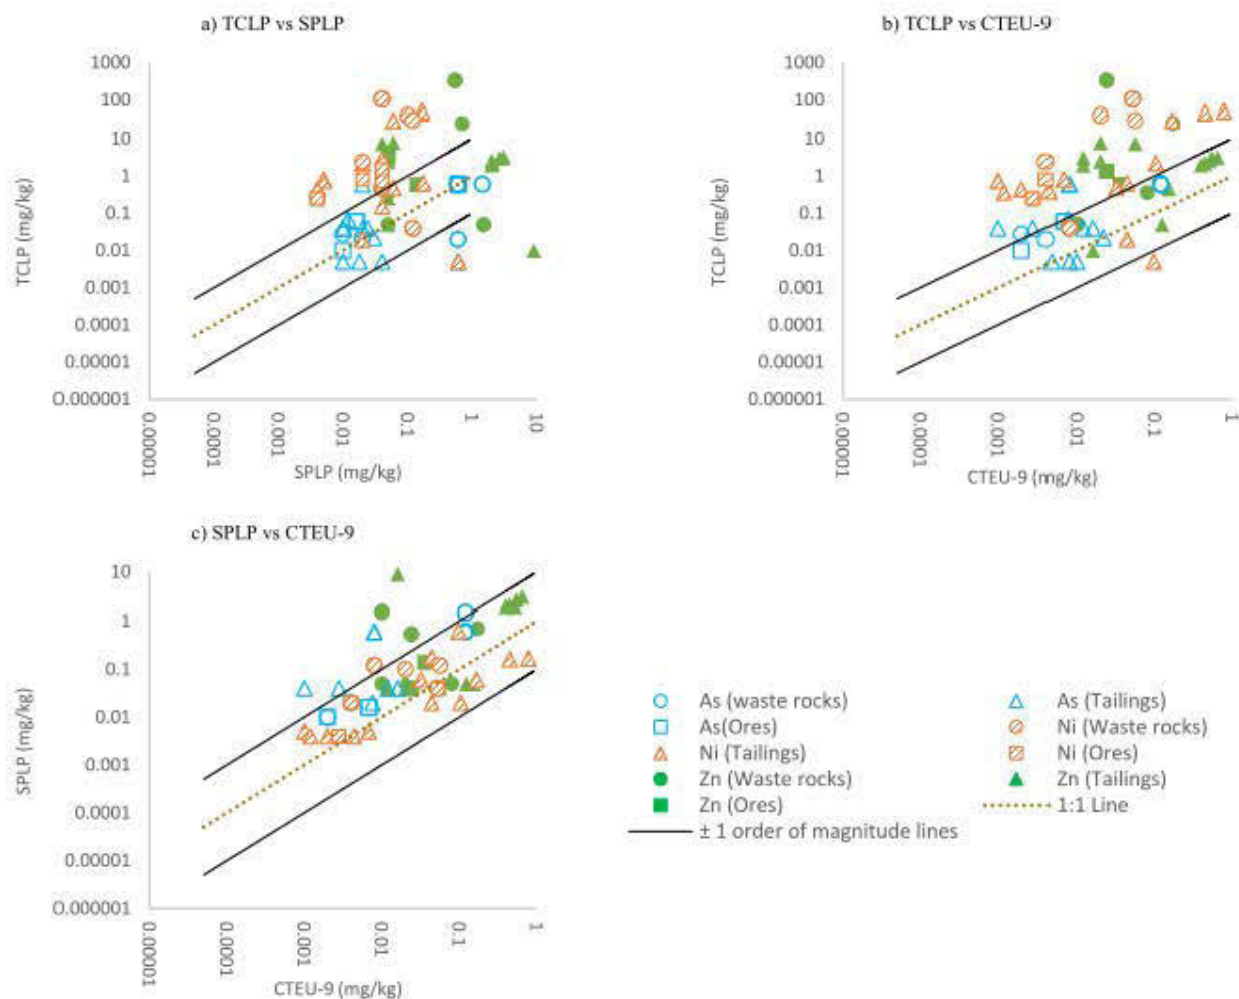 a) TCLP vs SPLP
1000
100
10
1
0.1
0.01
0.001
0.0001
0.00001
0.000001
TCLP (mg/kg)
0.00001
0.0001
0.001
0.01
0.1
1
10
SPLP (mg/kg)
b) TCLP vs CTEU-9
1000
100
10
1
0.1
0.01
0.001
0.0001
0.00001
0.000001
TCLP (mg/kg)
0.00001
0.0001
0.001
0.01
0.1
1
CTEU-9 (mg/kg)
c) SPLP vs CTEU-9
10
1
0.1
0.01
0.001
0.0001
0.00001
0.000001
SPLP (mg/kg)
0.00001
0.0001
0.001
0.01
0.1
1
CTEU-9 (mg/kg)
As (waste rocks)
As (Tailings)
As(Ores)
Ni (Waste rocks)
Ni (Tailings)
Ni (Ores)
Zn (Waste rocks)
Zn (Tailings)
Zn (Ores)
1:1 Line
± 1 order of magnitude lines